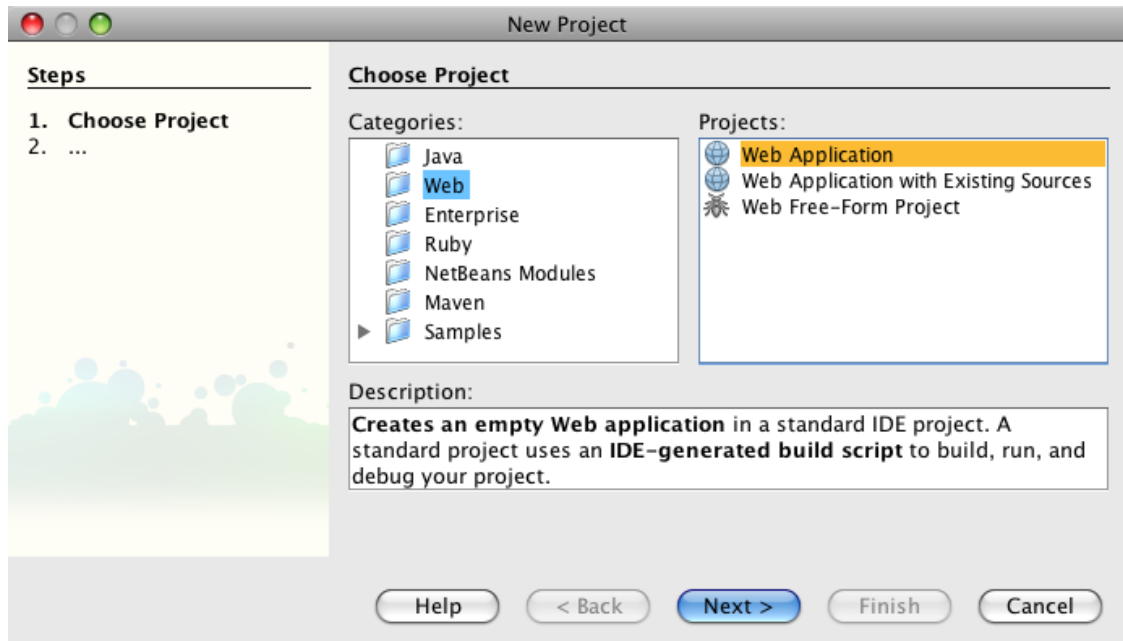 New Project
Steps
1. Choose Project
2. ...
Choose Project
Categories:
Java
Web
Enterprise
Ruby
NetBeans Modules
Maven
Samples
Projects:
Web Application
Web Application with Existing Sources
Web Free-Form Project
Description:
Creates an empty Web application in a standard IDE project. A
standard project uses an IDE-generated build script to build, run, and
debug your project.
Help
< Back
Next >
Finish
Cancel